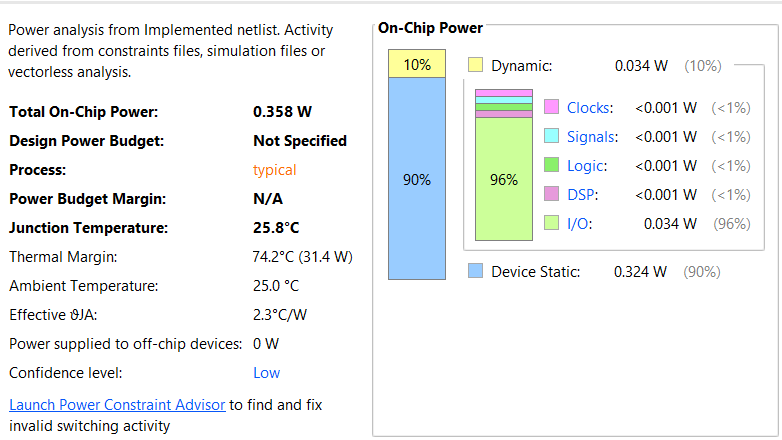 Power analysis from Implemented netlist. Activity
derived from constraints files, simulation files or
vectorless analysis.
Total On-Chip Power: 0.358 W
Design Power Budget: Not Specified
Process: typical
Power Budget Margin: N/A
Junction Temperature: 25.8°C
Thermal Margin: 74.2°C (31.4 W)
Ambient Temperature: 25.0 °C
Effective ϑJA: 2.3°C/W
Power supplied to off-chip devices: 0 W
Confidence level: Low
Launch Power Constraint Advisor to find and fix
invalid switching activity
On-Chip Power
10%
90%
Dynamic: 0.034 W (10%)
96%
Clocks: <0.001 W (<1%)
Signals: <0.001 W (<1%)
Logic: <0.001 W (<1%)
DSP: <0.001 W (<1%)
I/O: 0.034 W (96%)
Device Static: 0.324 W (90%)